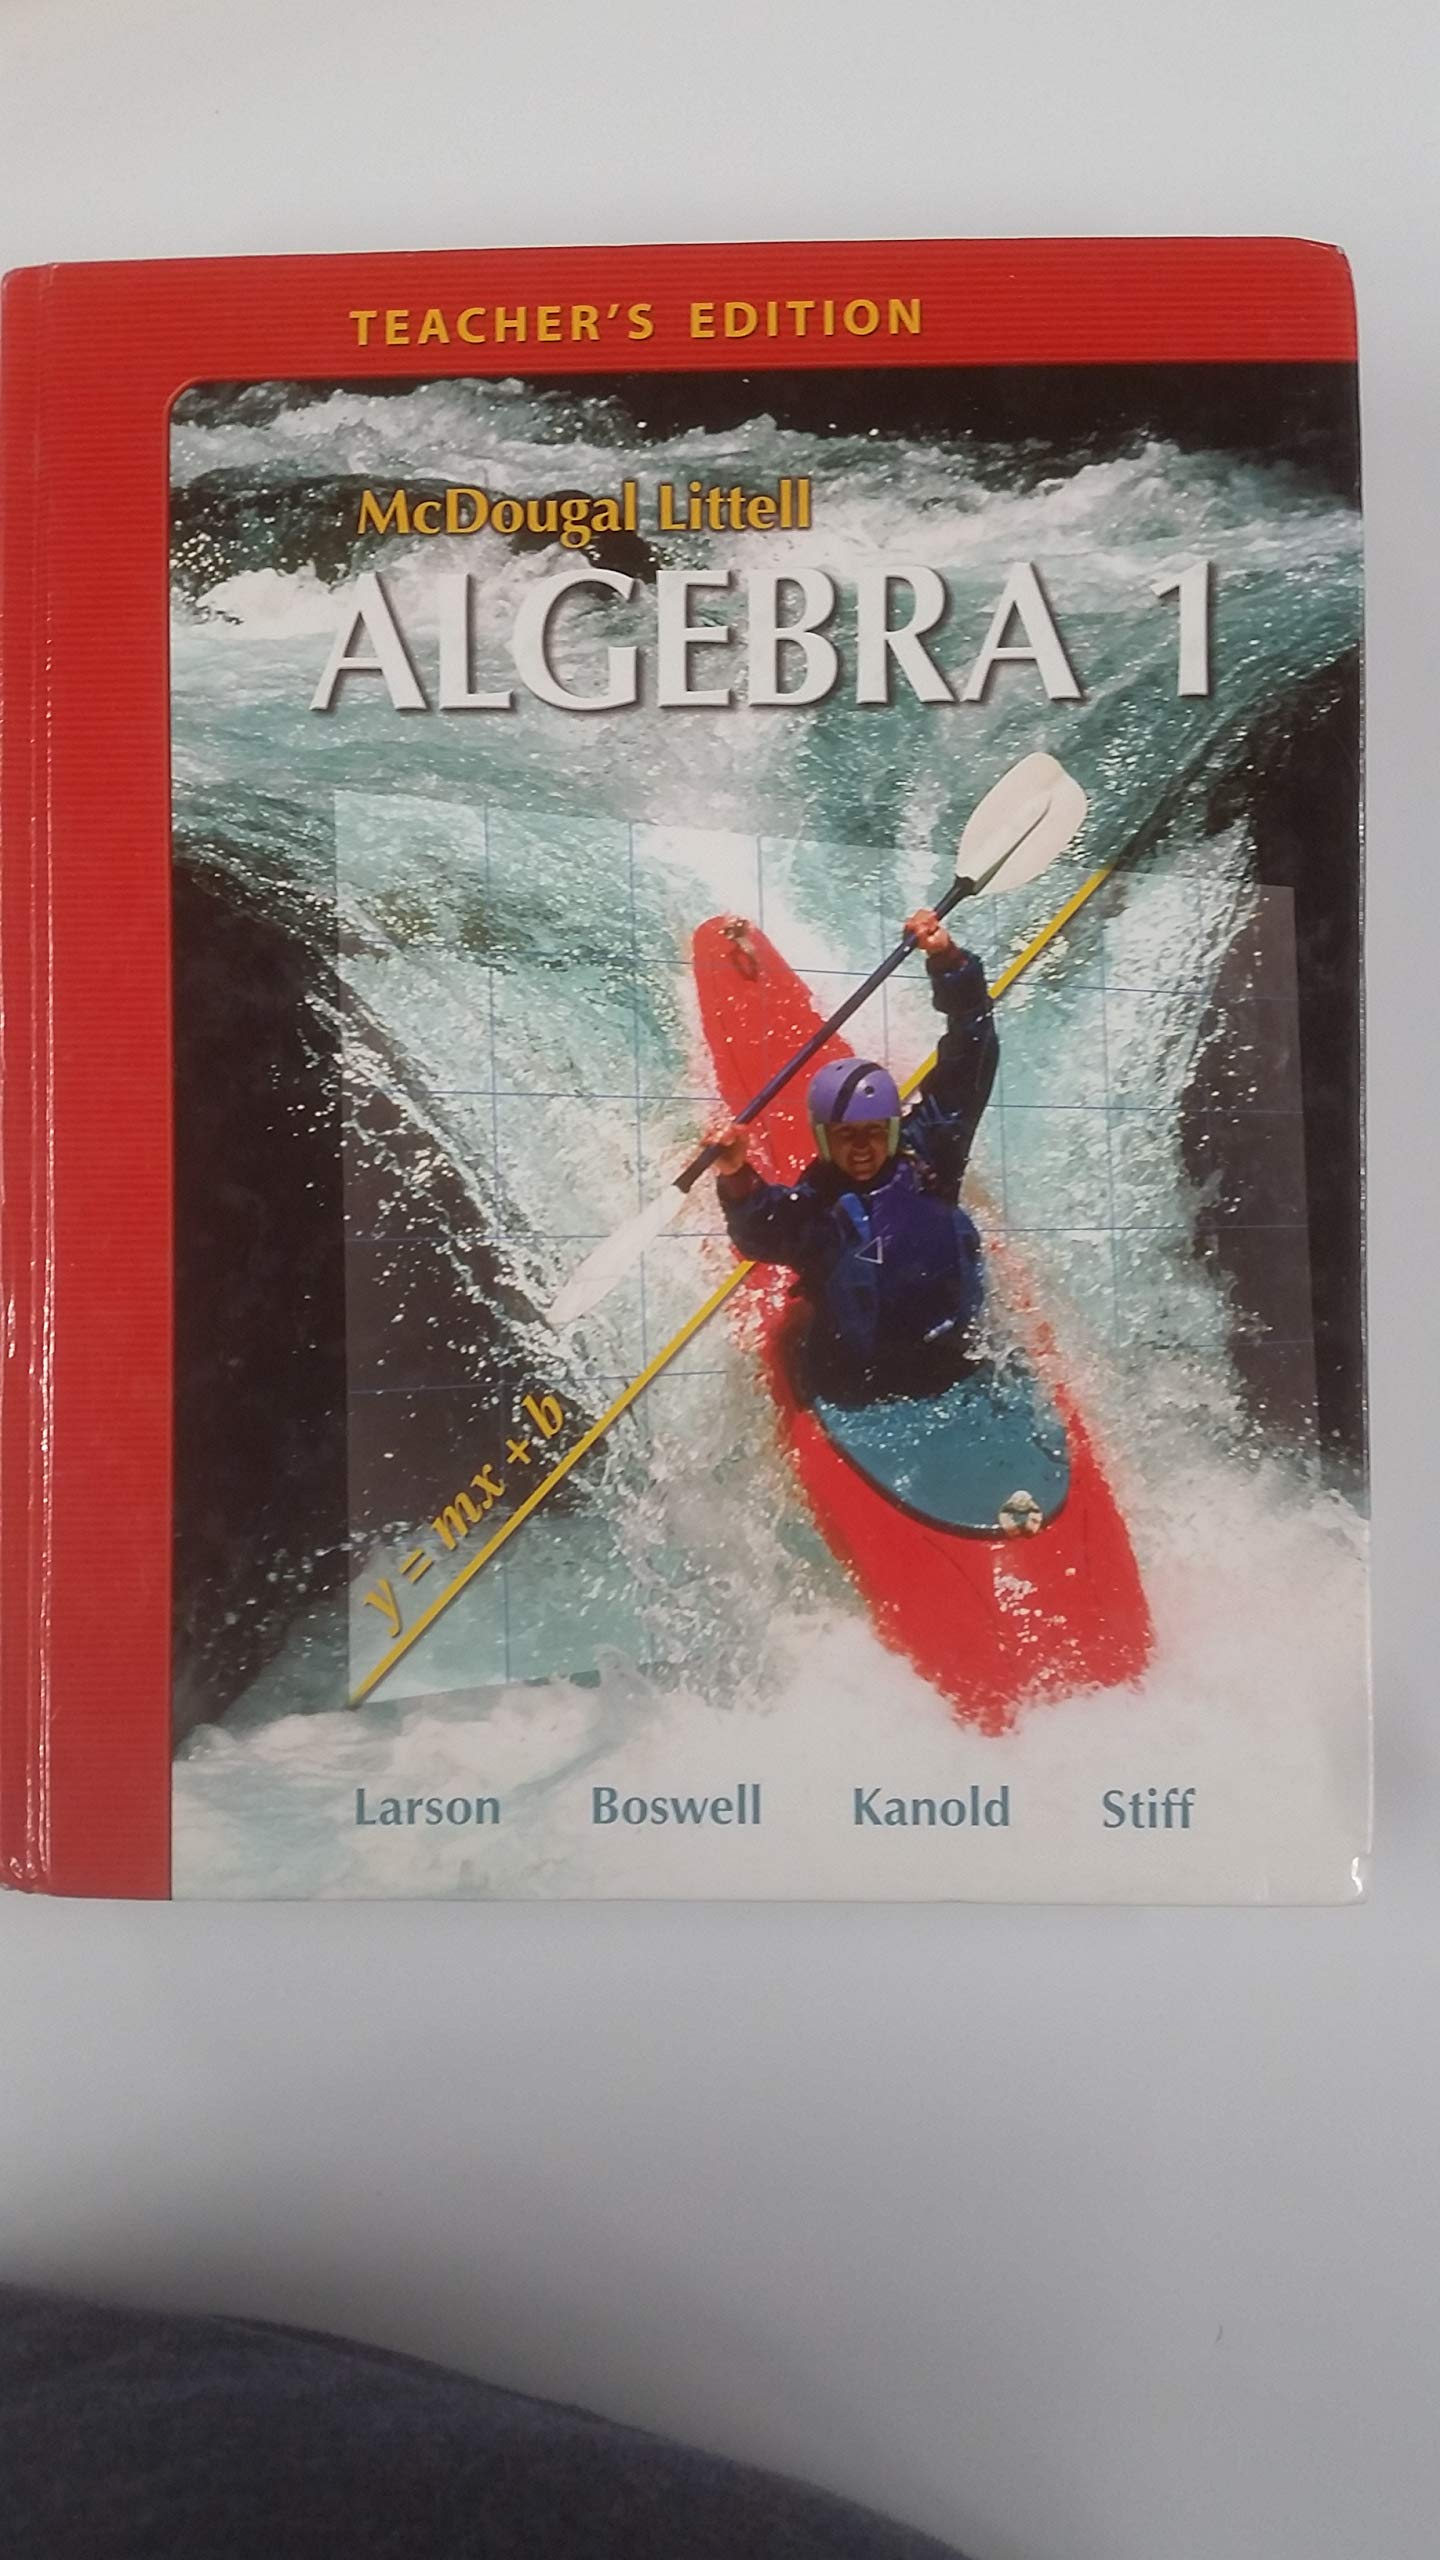 TEACHER'S EDITION
McDougal Littell
ALGEBRA 1
y = mx + b
Larson Boswell Kanold Stiff